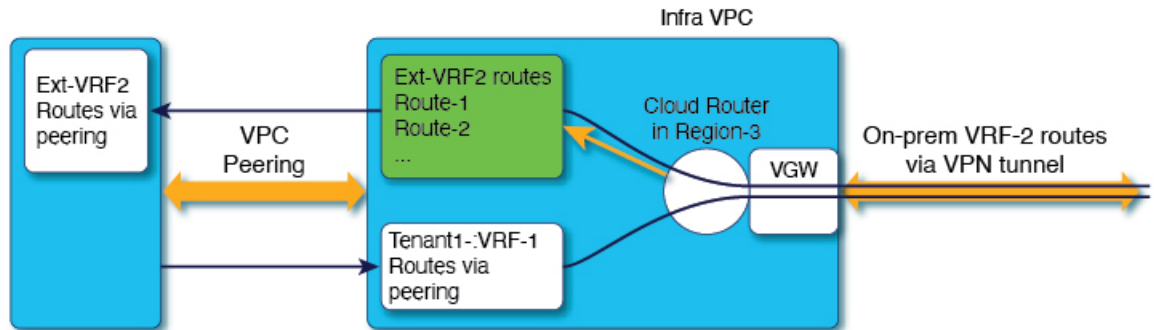 Infra VPC
Ext-VRF2
Routes via
peering
VPC
Peering
Ext-VRF2 routes
Route-1
Route-2
...
Tenant1-:VRF-1
Routes via
peering
Cloud Router
in Region-3
VGW
On-prem VRF-2 routes
via VPN tunnel